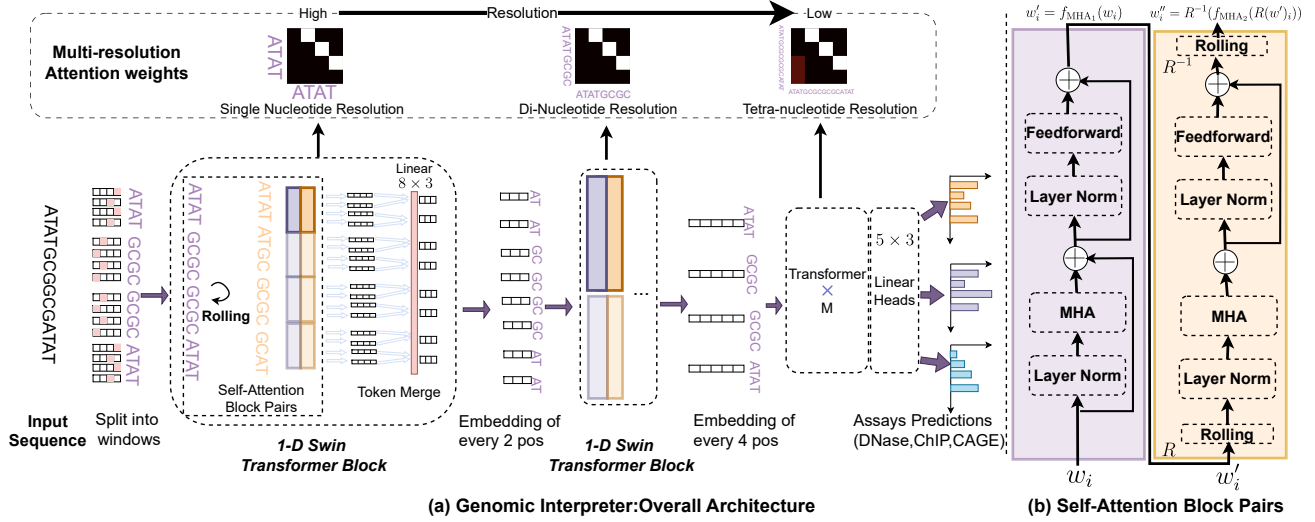 High
Resolution
Low
Multi-resolution
Attention weights
ATAT
ATAT
Single Nucleotide Resolution
ATATGCGC
ATATGCGC
Di-Nucleotide Resolution
ATATGCGCGCGCATAT
Tetra-nucleotide Resolution
ATATGCGGCGATAT
ATAT GCGC GCGC ATAT
ATAT GCGC GCGC ATAT
Rolling
ATAT ATGC GCGC GCAT
Self-Attention
Block Pairs
Linear
8 × 3
Token Merge
AT
AT
GC
GC
GC
GC
AT
AT
...
ATAT
GCGC
GCGC
ATAT
Transformer
×
M
5 × 3
Linear
Heads
Input
Sequence
Split into
windows
1-D Swin
Transformer Block
Embedding of
every 2 pos
1-D Swin
Transformer Block
Embedding of
every 4 pos
Assays Predictions
(DNase,ChIP,CAGE)
(a) Genomic Interpreter:Overall Architecture
w′ᵢ = f_MHA₁(wᵢ)
+
Feedforward
Layer Norm
+
MHA
Layer Norm
wᵢ
w″ᵢ = R⁻¹(f_MHA₂(R(w′)ᵢ))
Rolling
R⁻¹
+
Feedforward
Layer Norm
+
MHA
Layer Norm
Rolling
R
w′ᵢ
(b) Self-Attention Block Pairs